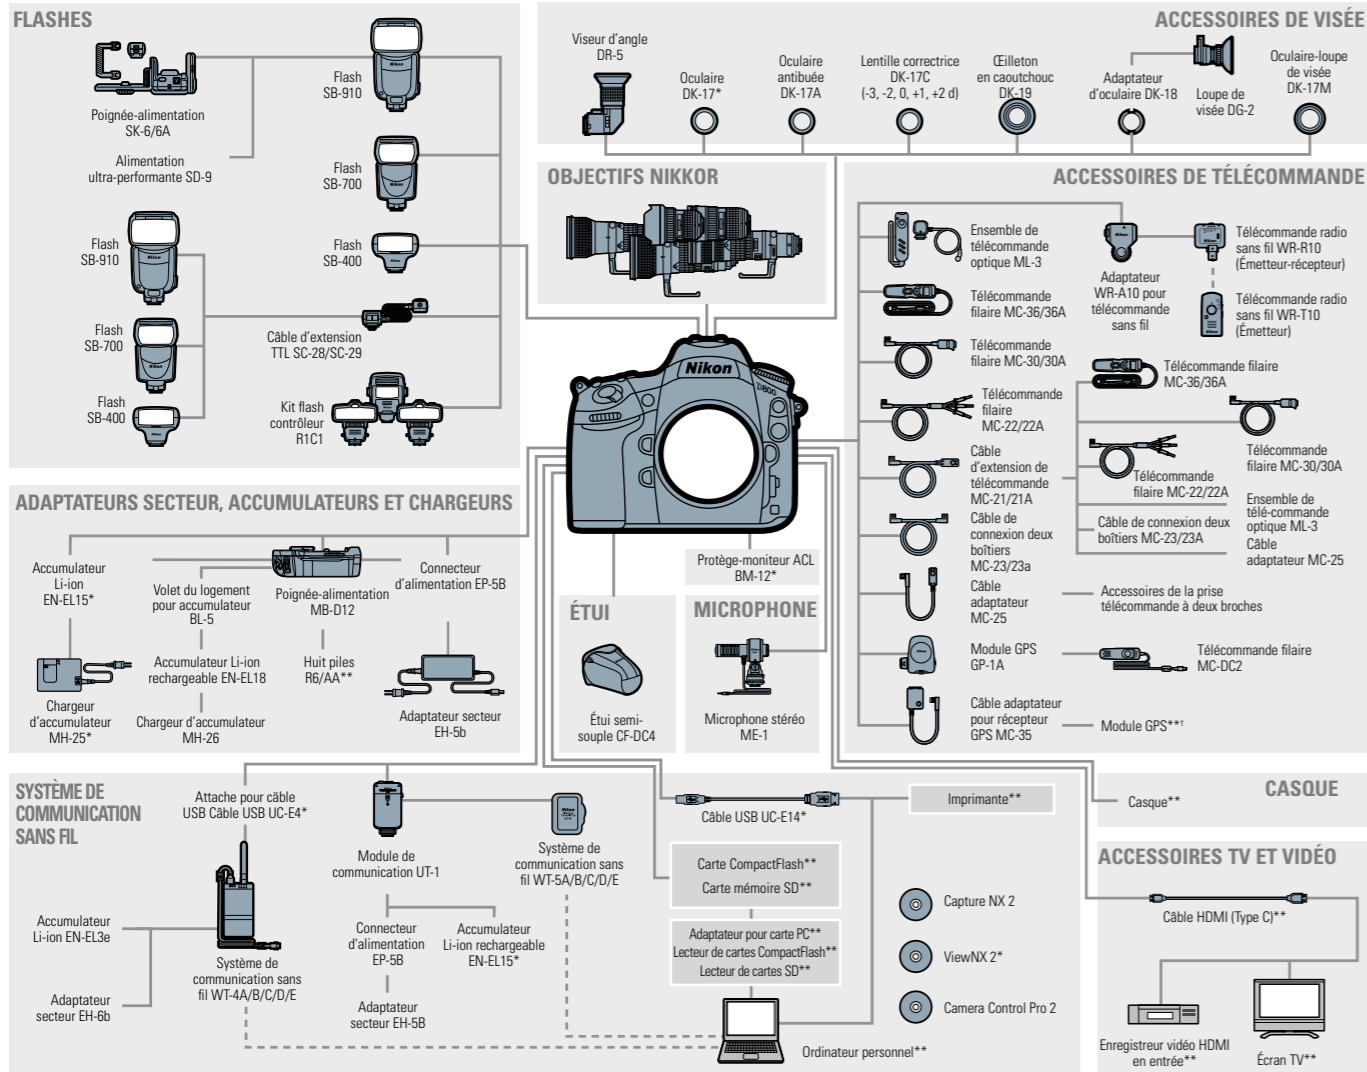 FLASHES
Poignée-alimentation
SK-6/6A
Alimentation
ultra-performante SD-9
Flash
SB-910
Flash
SB-700
Flash
SB-400
Flash
SB-910
Flash
SB-700
Flash
SB-400
Câble d'extension
TTL SC-28/SC-29
Kit flash
contrôleur
R1C1
ACCESSOIRES DE VISÉE
Viseur d'angle
DR-5
Oculaire
DK-17*
Oculaire
antibuée
DK-17A
Lentille correctrice
DK-17C
(-3, -2, 0, +1, +2 d)
Œilleton
en caoutchouc
DK-19
Adaptateur
d'oculaire DK-18
Loupe de
visée DG-2
Oculaire-loupe
de visée
DK-17M
OBJECTIFS NIKKOR
Nikon
D800
ACCESSOIRES DE TÉLÉCOMMANDE
Ensemble de
télécommande
optique ML-3
Télécommande
filaire MC-36/36A
Télécommande
filaire MC-30/30A
Télécommande
filaire
MC-22/22A
Câble
d'extension de
télécommande
MC-21/21A
Câble de
connexion deux
boîtiers
MC-23/23a
Câble
adaptateur
MC-25
Module GPS
GP-1A
Câble adaptateur
pour récepteur
GPS MC-35
Adaptateur
WR-A10 pour
télécommande
sans fil
Télécommande radio
sans fil WR-R10
(Émetteur-récepteur)
Télécommande radio
sans fil WR-T10
(Émetteur)
Télécommande filaire
MC-36/36A
Télécommande
filaire MC-30/30A
Télécommande
filaire MC-22/22A
Ensemble de
télé-commande
optique ML-3
Câble de connexion deux
boîtiers MC-23/23A
Câble
adaptateur MC-25
Accessoires de la prise
télécommande à deux broches
Télécommande filaire
MC-DC2
Module GPS**†
ADAPTATEURS SECTEUR, ACCUMULATEURS ET CHARGEURS
Accumulateur
Li-ion
EN-EL15*
Chargeur
d'accumulateur
MH-25*
Volet du logement
pour accumulateur
BL-5
Accumulateur Li-ion
rechargeable EN-EL18
Chargeur d'accumulateur
MH-26
Poignée-alimentation
MB-D12
Huit piles
R6/AA**
Connecteur
d'alimentation EP-5B
Adaptateur secteur
EH-5b
Protège-moniteur ACL
BM-12*
ÉTUI
Étui semi-
souple CF-DC4
MICROPHONE
Microphone stéréo
ME-1
SYSTÈME DE
COMMUNICATION
SANS FIL
Attache pour câble
USB Câble USB UC-E4*
Accumulateur
Li-ion EN-EL3e
Adaptateur
secteur EH-6b
Système de
communication sans
fil WT-4A/B/C/D/E
Module de
communication UT-1
Connecteur
d'alimentation
EP-5B
Adaptateur
secteur EH-5B
Accumulateur
Li-ion rechargeable
EN-EL15*
Système de
communication sans
fil WT-5A/B/C/D/E
Câble USB UC-E14*
Imprimante**
Carte CompactFlash**
Carte mémoire SD**
Adaptateur pour carte PC**
Lecteur de cartes CompactFlash**
Lecteur de cartes SD**
Ordinateur personnel**
Capture NX 2
ViewNX 2*
Camera Control Pro 2
CASQUE
Casque**
ACCESSOIRES TV ET VIDÉO
Câble HDMI (Type C)**
Enregistreur vidéo HDMI
en entrée**
Écran TV**